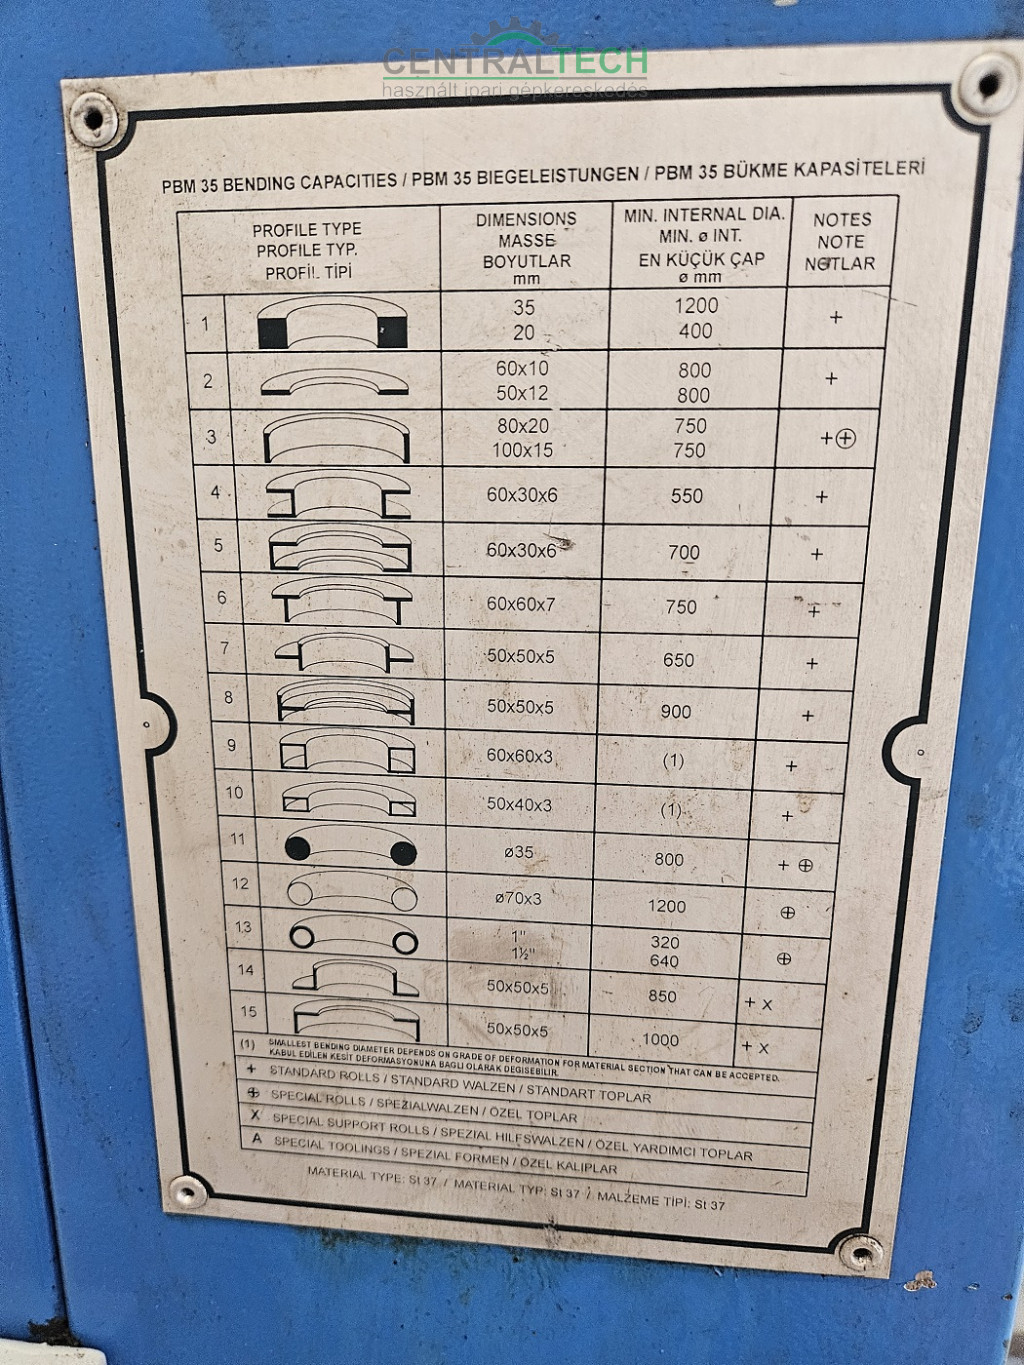 CENTRALTECH
használt ipari gépkereskedés
PBM 35 BENDING CAPACITIES / PBM 35 BIEGELEISTUNGEN / PBM 35 BÜKME KAPASİTELERİ
PROFILE TYPE
PROFILE TYP.
PROFİL TİPİ
DIMENSIONS
MASSE
BOYUTLAR
mm
MIN. INTERNAL DIA.
MIN. ø INT.
EN KÜÇÜK ÇAP
ø mm
NOTES
NOTE
NOTLAR
1 35 1200 +
20 400
2 60x10 800 +
50x12 800
3 80x20 750 +⊕
100x15 750
4 60x30x6 550 +
5 60x30x6 700 +
6 60x60x7 750 +
7 50x50x5 650 +
8 50x50x5 900 +
9 60x60x3 (1) +
10 50x40x3 (1) +
11 ø35 800 + ⊕
12 ø70x3 1200 ⊕
13 1" 320 ⊕
1½" 640
14 50x50x5 850 + x
15 50x50x5 1000 + x
(1) SMALLEST BENDING DIAMETER DEPENDS ON GRADE OF DEFORMATION FOR MATERIAL SECTION THAT CAN BE ACCEPTED.
KABUL EDİLEN KESİT DEFORMASYONUNA BAGLI OLARAK DEGISEBILIR.
+ STANDARD ROLLS / STANDARD WALZEN / STANDART TOPLAR
⊕ SPECIAL ROLLS / SPEZIALWALZEN / ÖZEL TOPLAR
X SPECIAL SUPPORT ROLLS / SPEZIAL HILFSWALZEN / ÖZEL YARDIMCI TOPLAR
A SPECIAL TOOLINGS / SPEZIAL FORMEN / ÖZEL KALIPLAR
MATERIAL TYPE: St 37 / MATERIAL TYP: St 37 / MALZEME TİPİ: St 37